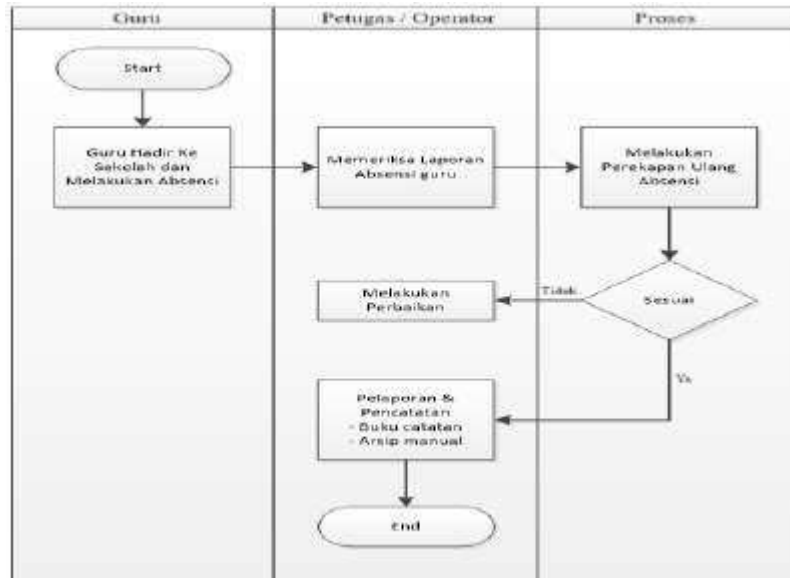 Guru
Petugas / Operator
Proses
Start
Guru Hadir Ke
Sekolah dan
Melakukan Absensi
Memeriksa Laporan
Absensi guru
Melakukan
Perekapan Ulang
Absensi
Melakukan
Perbaikan
Tidak
Sesuai
Ya
Pelaporan &
Pencatatan
- Buku catatan
- Arsip manual
End